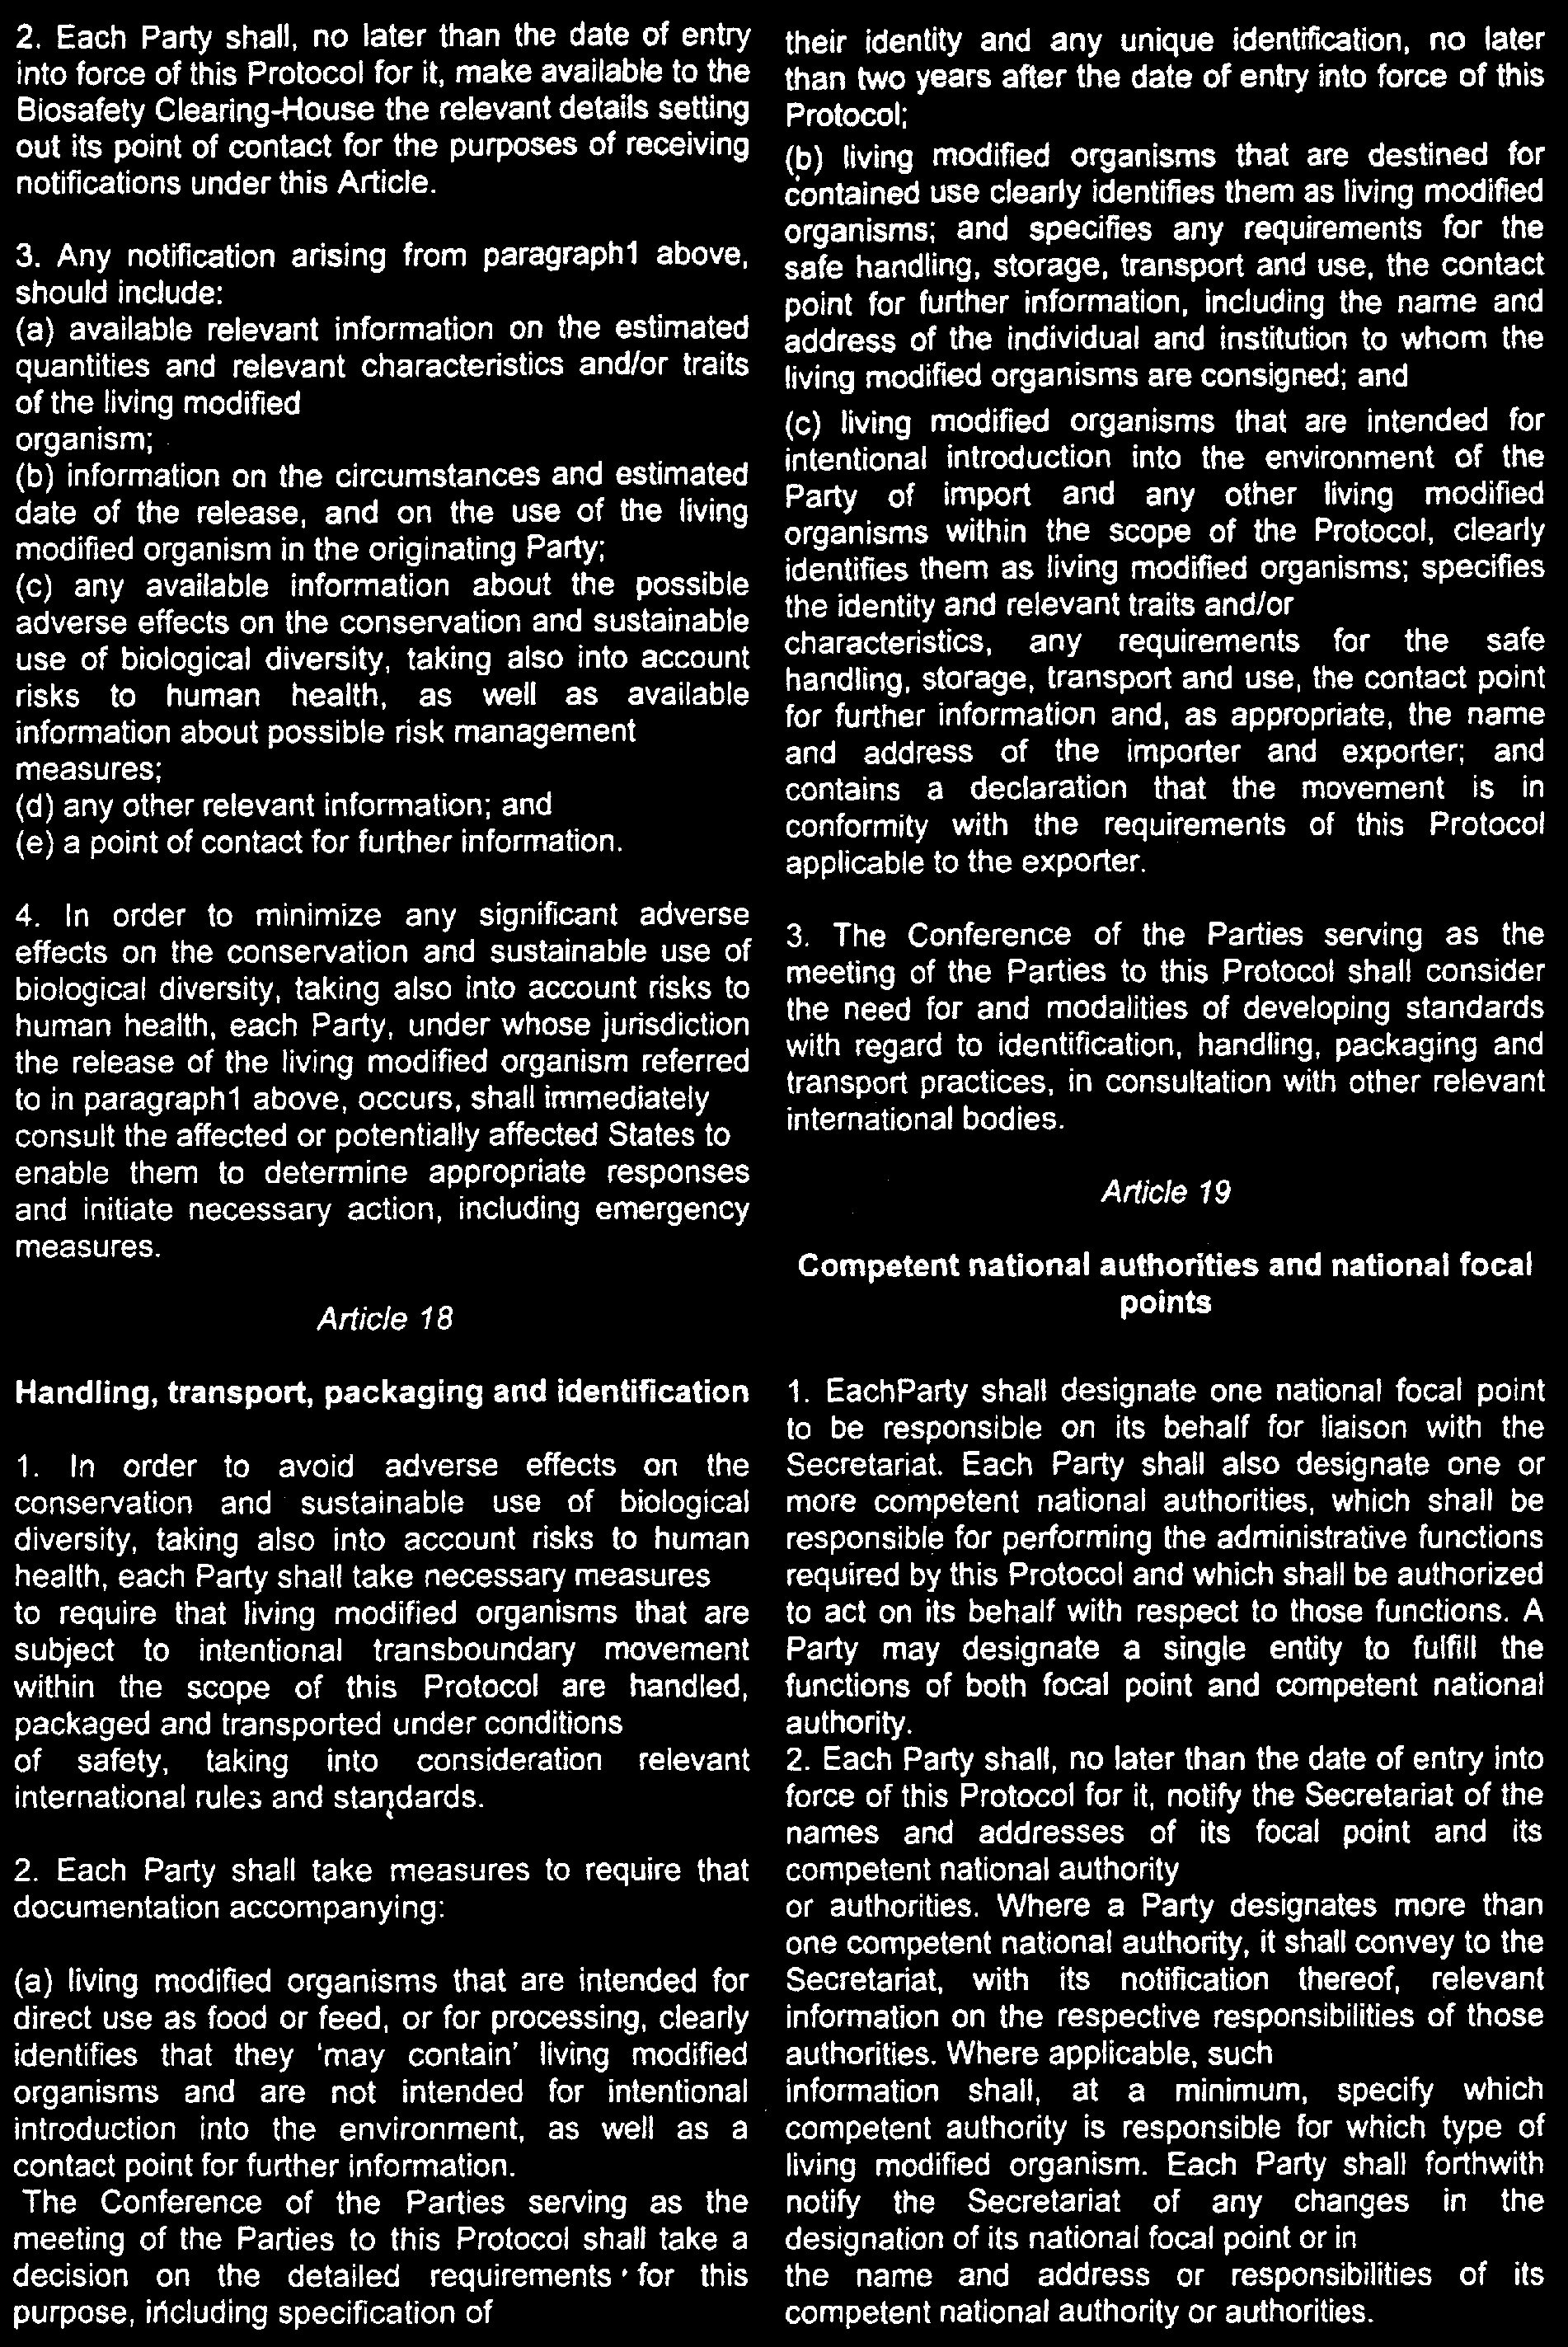 2. Each Party shall, no later than the date of entry
into force of this Protocol for it, make available to the
Biosafety Clearing-House the relevant details setting
out its point of contact for the purposes of receiving
notifications under this Article.
3. Any notification arising from paragraph1 above,
should include:
(a) available relevant information on the estimated
quantities and relevant characteristics and/or traits
of the living modified
organism;
(b) information on the circumstances and estimated
date of the release, and on the use of the living
modified organism in the originating Party;
(c) any available information about the possible
adverse effects on the conservation and sustainable
use of biological diversity, taking also into account
risks to human health, as well as available
information about possible risk management
measures;
(d) any other relevant information; and
(e) a point of contact for further information.
4. In order to minimize any significant adverse
effects on the conservation and sustainable use of
biological diversity, taking also into account risks to
human health, each Party, under whose jurisdiction
the release of the living modified organism referred
to in paragraph1 above, occurs, shall immediately
consult the affected or potentially affected States to
enable them to determine appropriate responses
and initiate necessary action, including emergency
measures.
Article 18
Handling, transport, packaging and identification
1. In order to avoid adverse effects on the
conservation and sustainable use of biological
diversity, taking also into account risks to human
health, each Party shall take necessary measures
to require that living modified organisms that are
subject to intentional transboundary movement
within the scope of this Protocol are handled,
packaged and transported under conditions
of safety, taking into consideration relevant
international rules and standards.
2. Each Party shall take measures to require that
documentation accompanying:
(a) living modified organisms that are intended for
direct use as food or feed, or for processing, clearly
identifies that they 'may contain' living modified
organisms and are not intended for intentional
introduction into the environment, as well as a
contact point for further information.
The Conference of the Parties serving as the
meeting of the Parties to this Protocol shall take a
decision on the detailed requirements for this
purpose, including specification of
their identity and any unique identification, no later
than two years after the date of entry into force of this
Protocol;
(b) living modified organisms that are destined for
contained use clearly identifies them as living modified
organisms; and specifies any requirements for the
safe handling, storage, transport and use, the contact
point for further information, including the name and
address of the individual and institution to whom the
living modified organisms are consigned; and
(c) living modified organisms that are intended for
intentional introduction into the environment of the
Party of import and any other living modified
organisms within the scope of the Protocol, clearly
identifies them as living modified organisms; specifies
the identity and relevant traits and/or
characteristics, any requirements for the safe
handling, storage, transport and use, the contact point
for further information and, as appropriate, the name
and address of the importer and exporter; and
contains a declaration that the movement is in
conformity with the requirements of this Protocol
applicable to the exporter.
3. The Conference of the Parties serving as the
meeting of the Parties to this Protocol shall consider
the need for and modalities of developing standards
with regard to identification, handling, packaging and
transport practices, in consultation with other relevant
international bodies.
Article 19
Competent national authorities and national focal
points
1. EachParty shall designate one national focal point
to be responsible on its behalf for liaison with the
Secretariat. Each Party shall also designate one or
more competent national authorities, which shall be
responsible for performing the administrative functions
required by this Protocol and which shall be authorized
to act on its behalf with respect to those functions. A
Party may designate a single entity to fulfill the
functions of both focal point and competent national
authority.
2. Each Party shall, no later than the date of entry into
force of this Protocol for it, notify the Secretariat of the
names and addresses of its focal point and its
competent national authority
or authorities. Where a Party designates more than
one competent national authority, it shall convey to the
Secretariat, with its notification thereof, relevant
information on the respective responsibilities of those
authorities. Where applicable, such
information shall, at a minimum, specify which
competent authority is responsible for which type of
living modified organism. Each Party shall forthwith
notify the Secretariat of any changes in the
designation of its national focal point or in
the name and address or responsibilities of its
competent national authority or authorities.